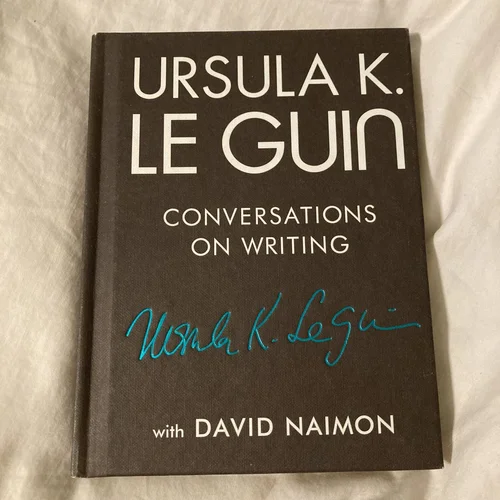 URSULA K.
LE GUIN
CONVERSATIONS
ON WRITING
Ursula K. Le Guin
with DAVID NAIMON